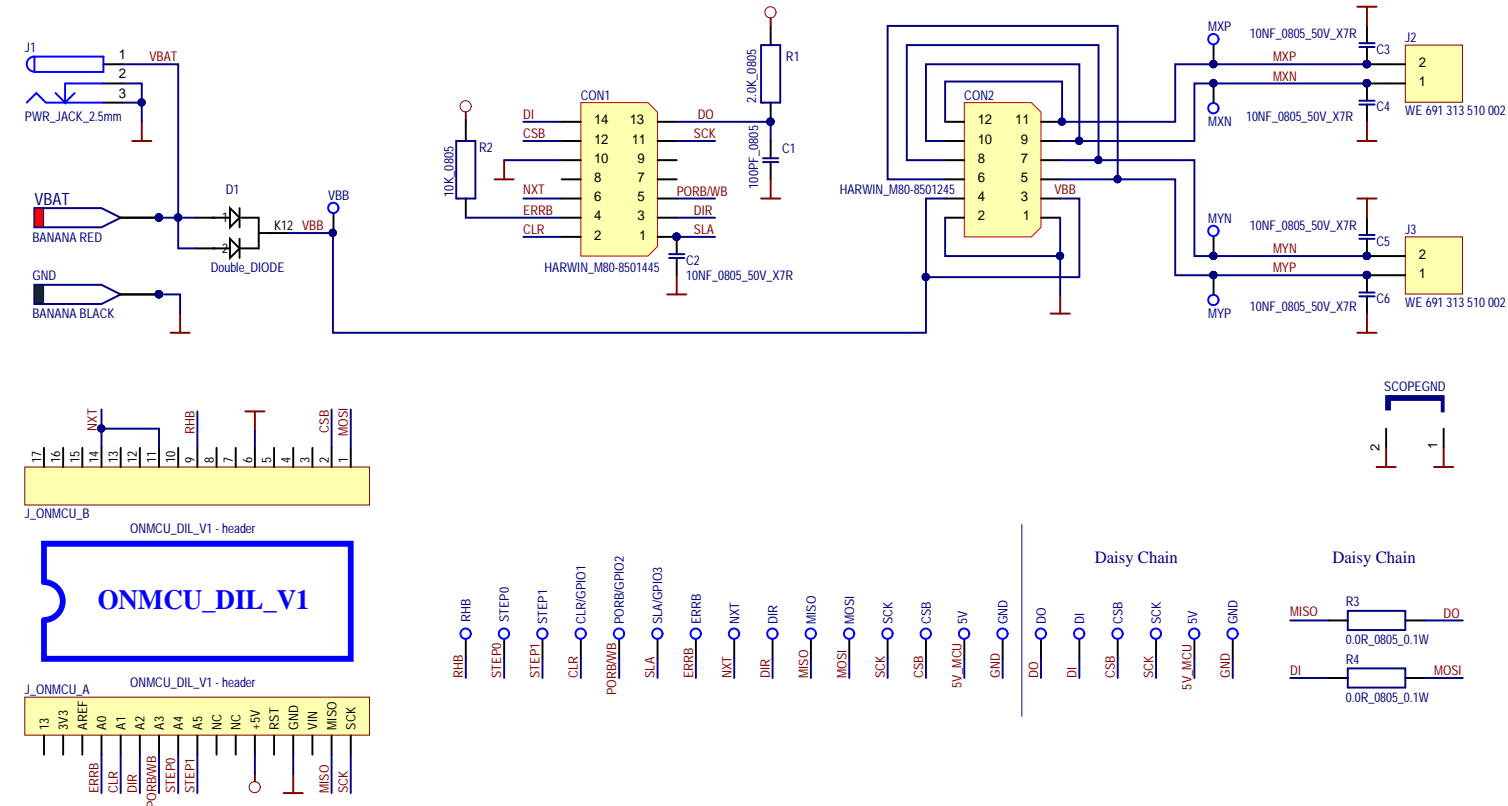 J1
1
VBAT
2
3
PWR_JACK_2.5mm
VBAT
BANANA RED
GND
BANANA BLACK
D1
1
2
K12
VBB
Double_DIODE
VBB
R2
10K_0805
CON1
DI
14
13
DO
CSB
12
11
SCK
10
9
8
7
NXT
6
5
PORB/WB
ERRB
4
3
DIR
CLR
2
1
SLA
HARWIN_M80-8501445
R1
2.0K_0805
C1
100PF_0805
C2
10NF_0805_50V_X7R
CON2
12
11
10
9
8
7
6
5
4
3
VBB
2
1
HARWIN_M80-8501245
MXP
10NF_0805_50V_X7R
C3
MXP
MXN
MXN
10NF_0805_50V_X7R
C4
J2
2
1
WE 691 313 510 002
MYN
10NF_0805_50V_X7R
C5
MYN
MYP
MYP
10NF_0805_50V_X7R
C6
J3
2
1
WE 691 313 510 002
SCOPEGND
2
1
NXT
RHB
CSB
MOSI
17
16
15
14
13
12
11
10
9
8
7
6
5
4
3
2
1
J_ONMCU_B
ONMCU_DIL_V1 - header
ONMCU_DIL_V1
J_ONMCU_A
ONMCU_DIL_V1 - header
13
3V3
AREF
A0
A1
A2
A3
A4
A5
NC
NC
+5V
RST
GND
VIN
MISO
SCK
ERRB
CLR
DIR
PORB/WB
STEP0
STEP1
MISO
SCK
RHB
STEP0
STEP1
CLR/GPIO1
PORB/GPIO2
SLA/GPIO3
ERRB
NXT
DIR
MISO
MOSI
SCK
CSB
5V
GND
RHB
STEP0
STEP1
CLR
PORB/WB
SLA
ERRB
NXT
DIR
MISO
MOSI
SCK
CSB
5V_MCU
GND
Daisy Chain
DO
DI
CSB
SCK
5V
GND
DO
DI
CSB
SCK
5V_MCU
GND
Daisy Chain
MISO
R3
DO
0.0R_0805_0.1W
DI
R4
MOSI
0.0R_0805_0.1W